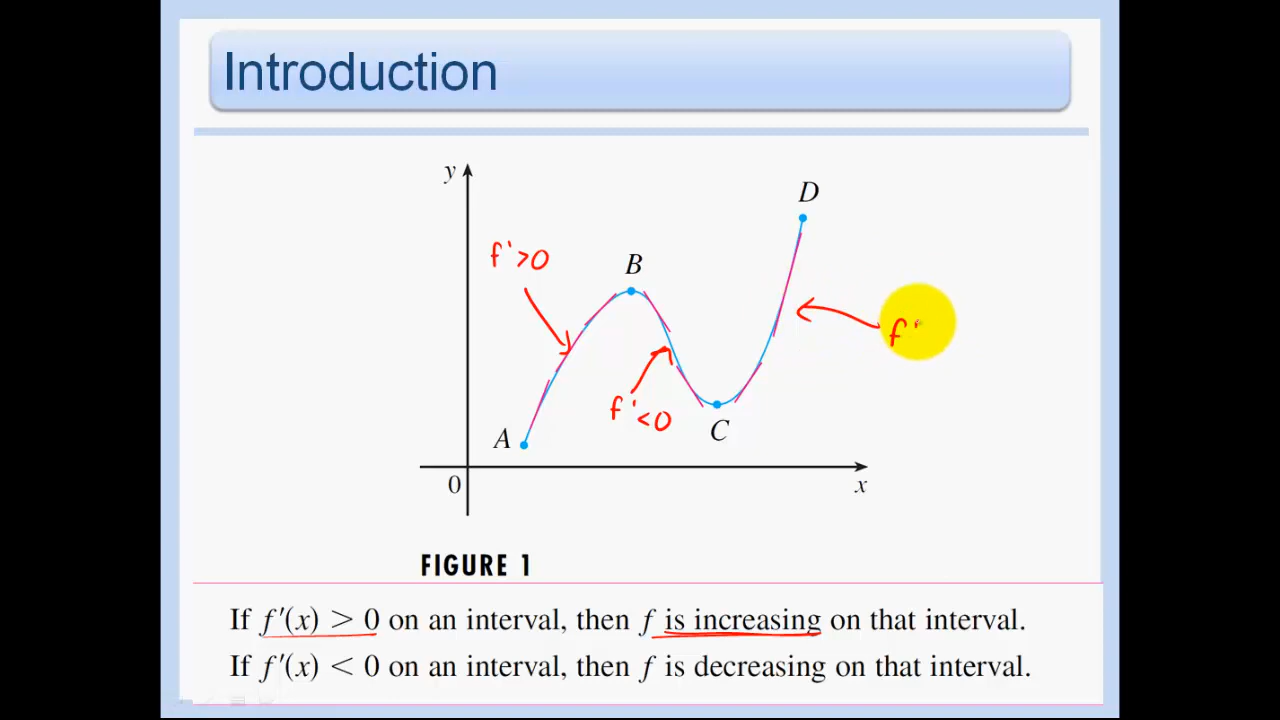 Introduction
y
D
B
f'>0
f'
f'<0
A
C
0
x
FIGURE 1
If f′(x) > 0 on an interval, then f is increasing on that interval.
If f′(x) < 0 on an interval, then f is decreasing on that interval.